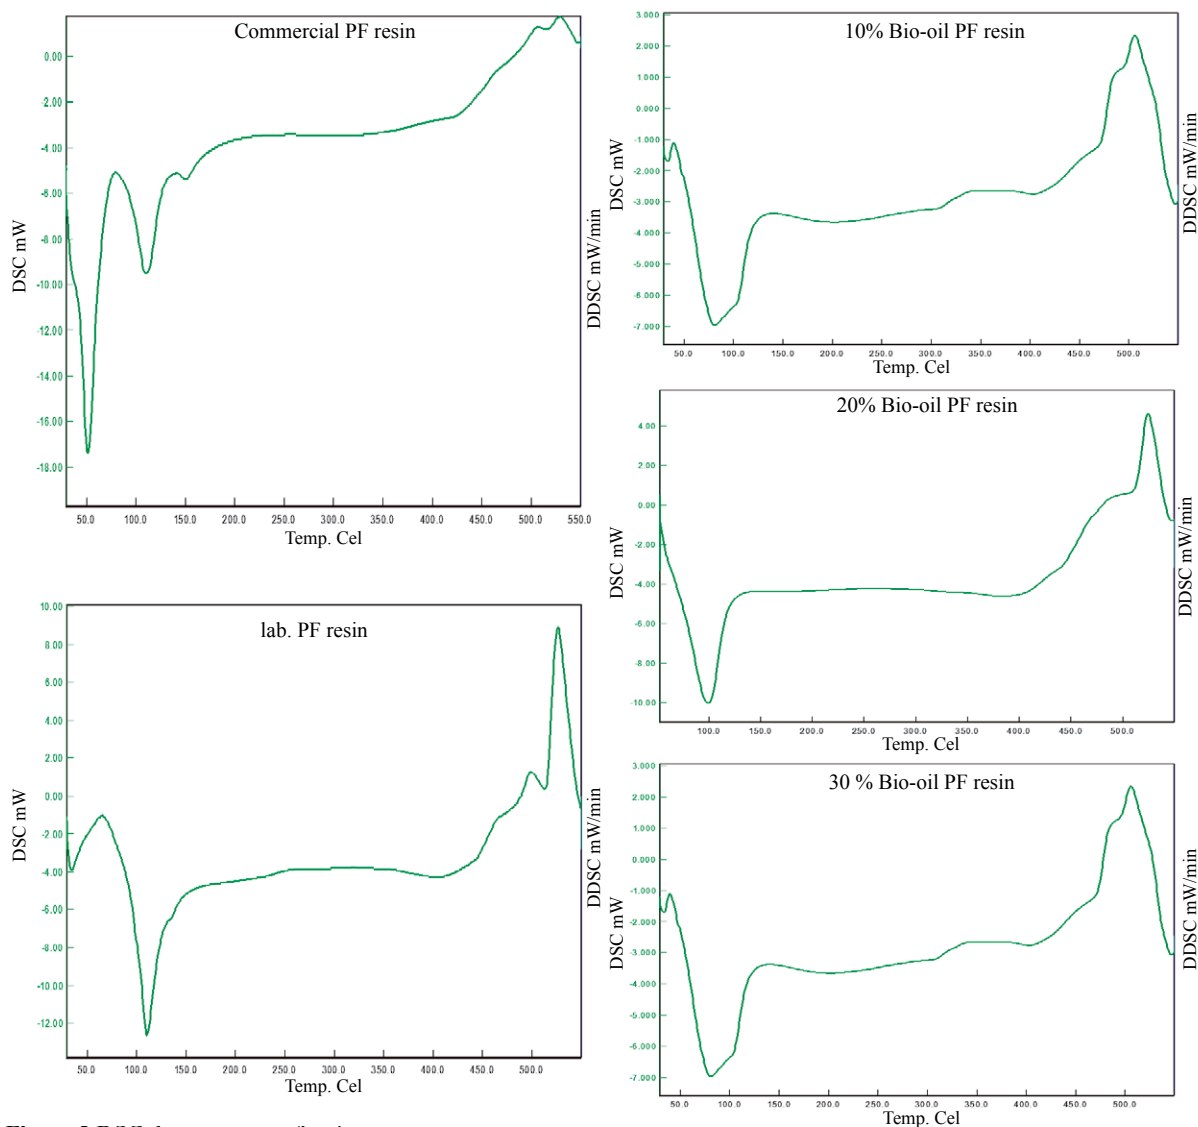 Commercial PF resin
0.00
-2.00
-4.00
-6.00
-8.00
-10.00
-12.00
-14.00
-16.00
-18.00
DSC mW
DDSC mW/min
50.0 100.0 150.0 200.0 250.0 300.0 350.0 400.0 450.0 500.0 550.0
Temp. Cel
lab. PF resin
10.00
8.00
6.00
4.00
2.00
0.00
-2.00
-4.00
-6.00
-8.00
-10.00
-12.00
DSC mW
DDSC mW/min
50.0 100.0 150.0 200.0 250.0 300.0 350.0 400.0 450.0 500.0
Temp. Cel
10% Bio-oil PF resin
3.000
2.000
1.000
0.000
-1.000
-2.000
-3.000
-4.000
-5.000
-6.000
-7.000
DSC mW
DDSC mW/min
50.0 100.0 150.0 200.0 250.0 300.0 350.0 400.0 450.0 500.0
Temp. Cel
20% Bio-oil PF resin
4.00
2.00
0.00
-2.00
-4.00
-6.00
-8.00
-10.00
DSC mW
DDSC mW/min
100.0 150.0 200.0 250.0 300.0 350.0 400.0 450.0 500.0
Temp. Cel
30 % Bio-oil PF resin
3.000
2.000
1.000
0.000
-1.000
-2.000
-3.000
-4.000
-5.000
-6.000
-7.000
DSC mW
DDSC mW/min
50.0 100.0 150.0 200.0 250.0 300.0 350.0 400.0 450.0 500.0
Temp. Cel